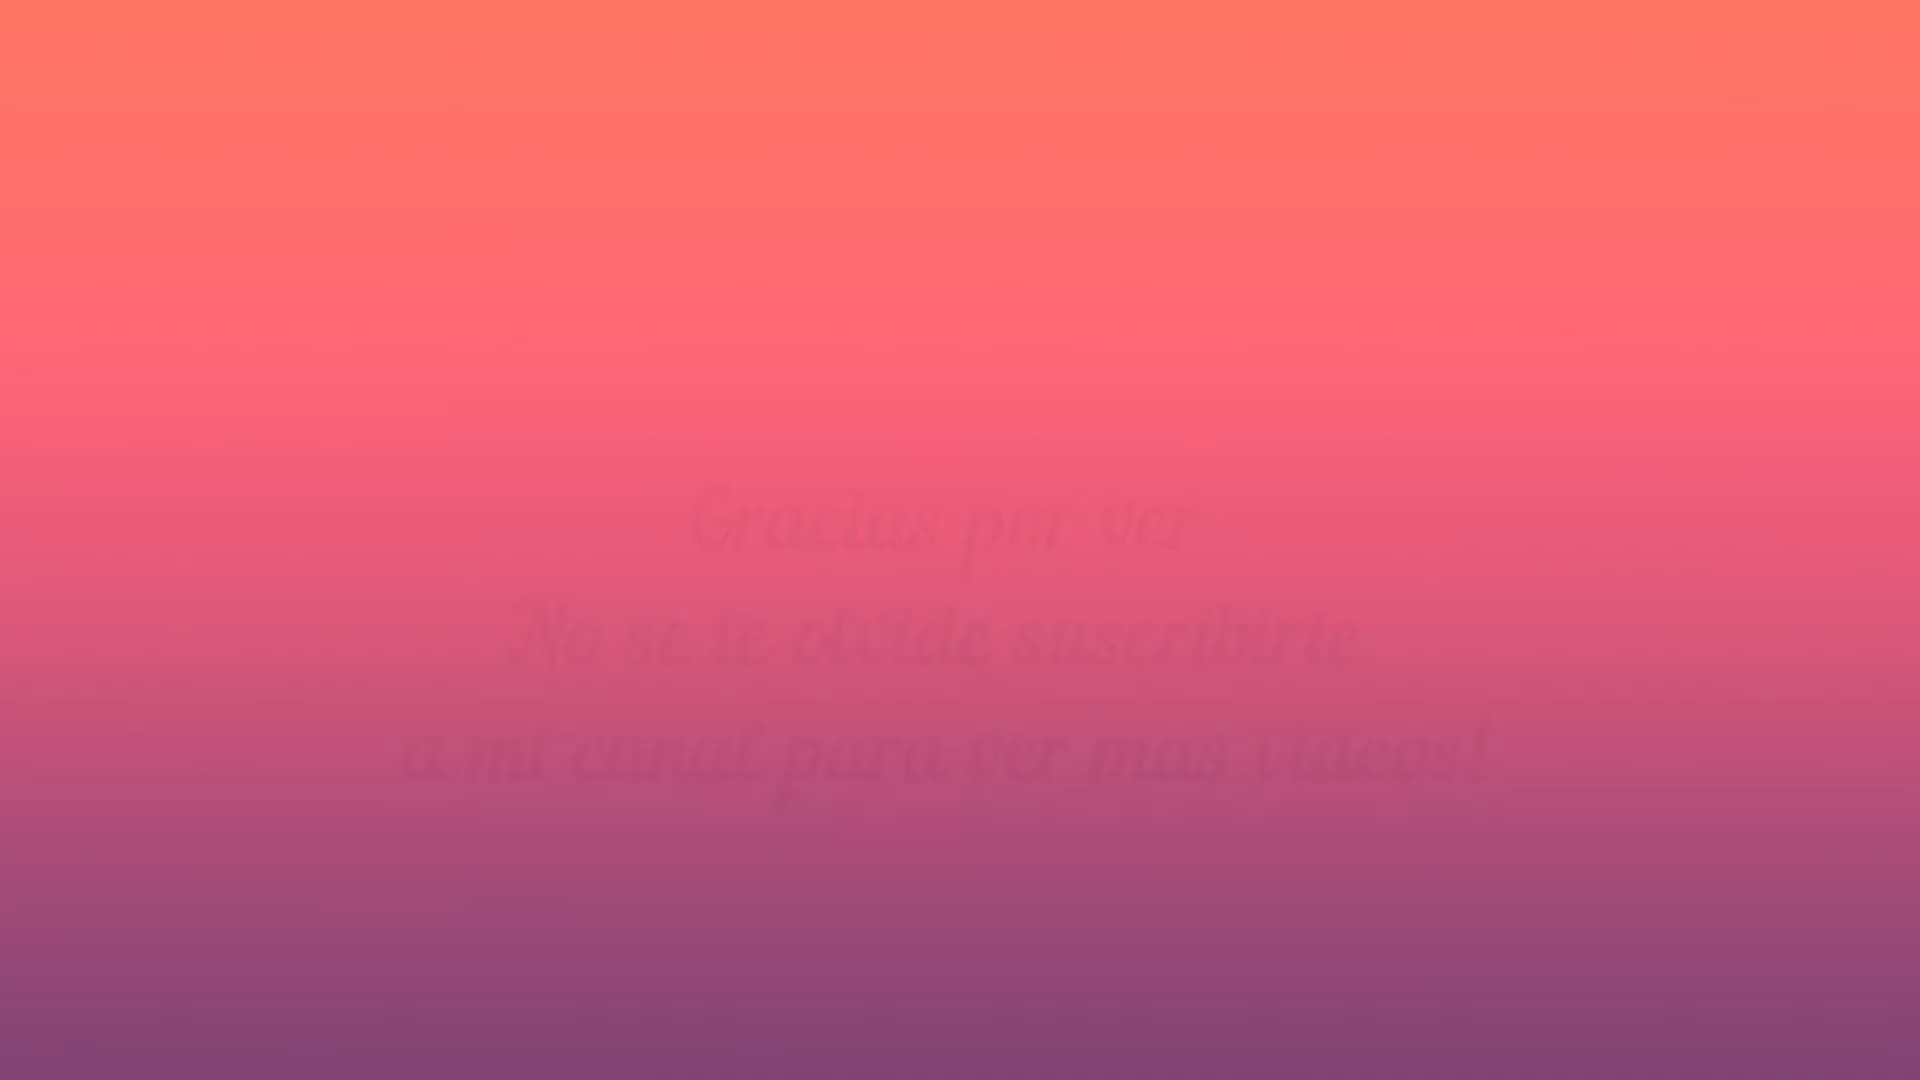 Gracias por ver
No se te olvide suscribirte
a mi canal para ver mas videos!